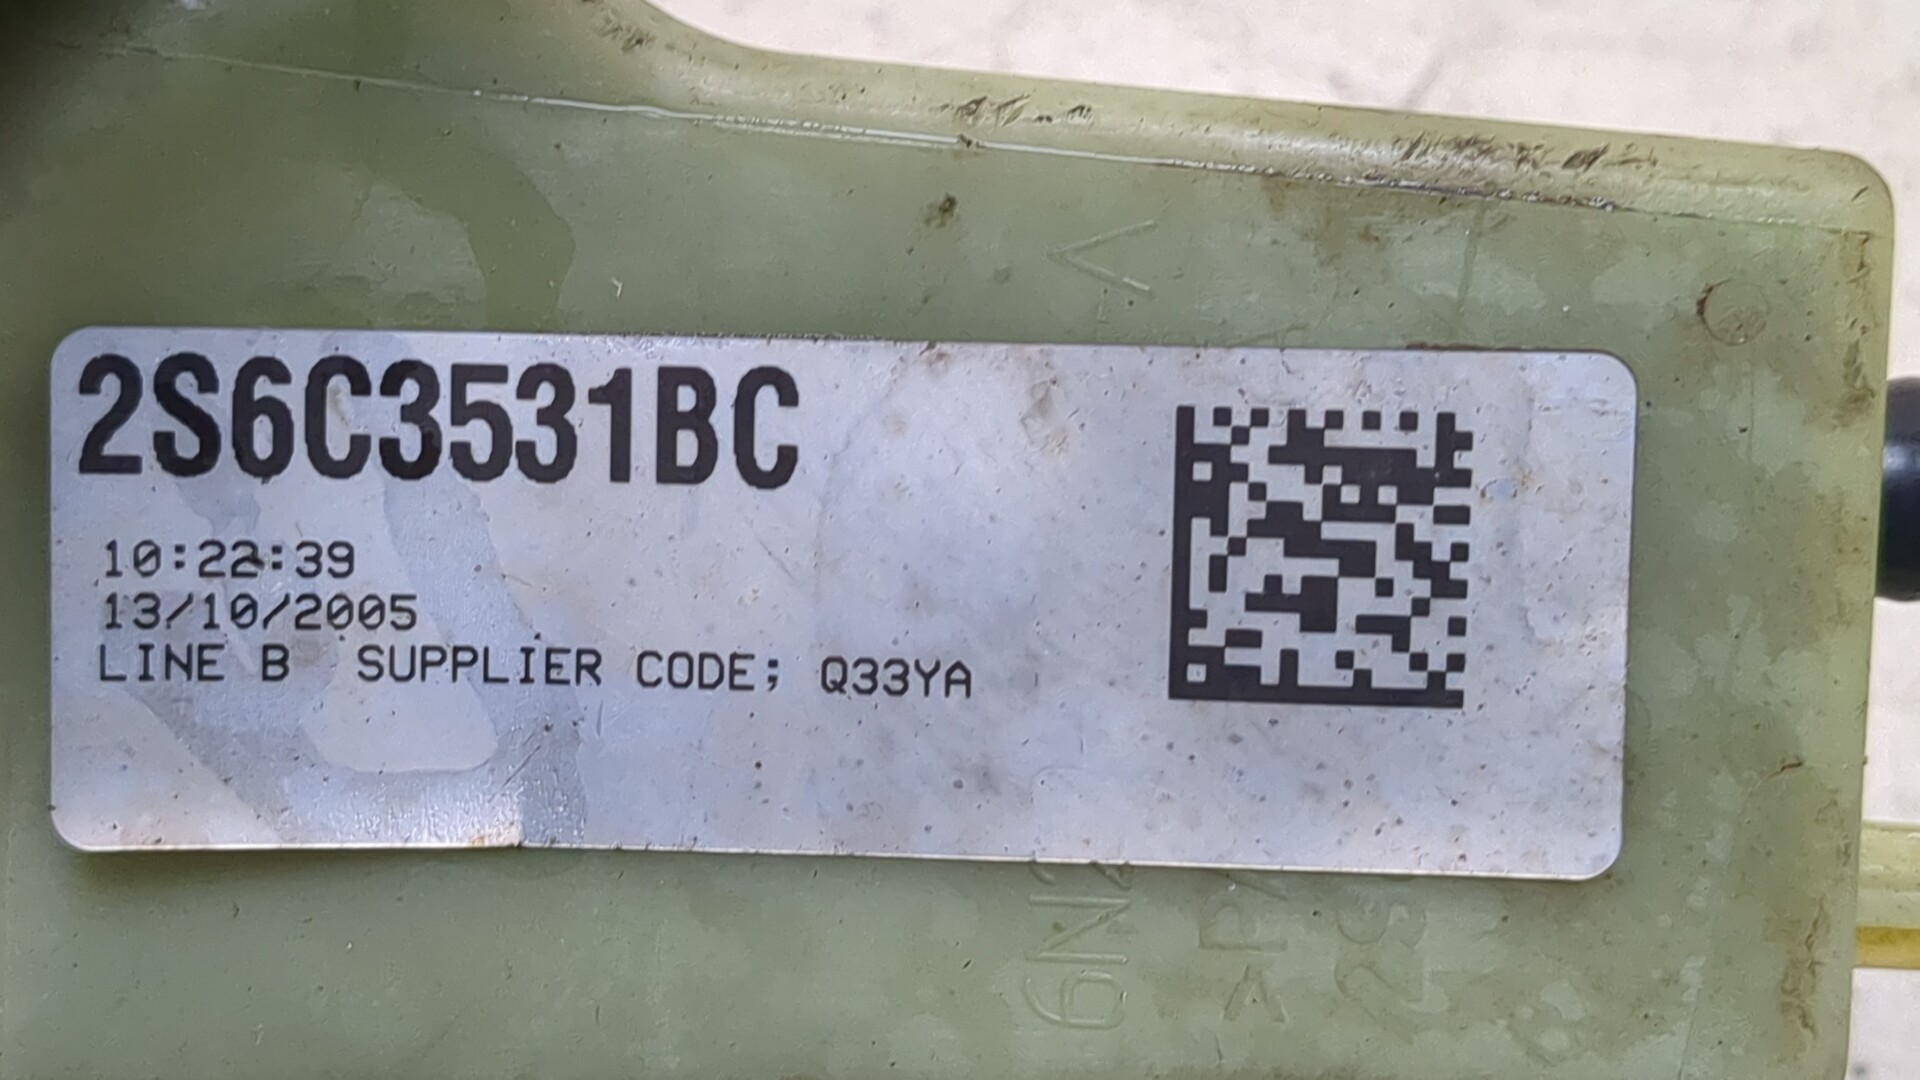 2S6C3531BC
10:22:39
13/10/2005
LINE B SUPPLIER CODE; Q33YA